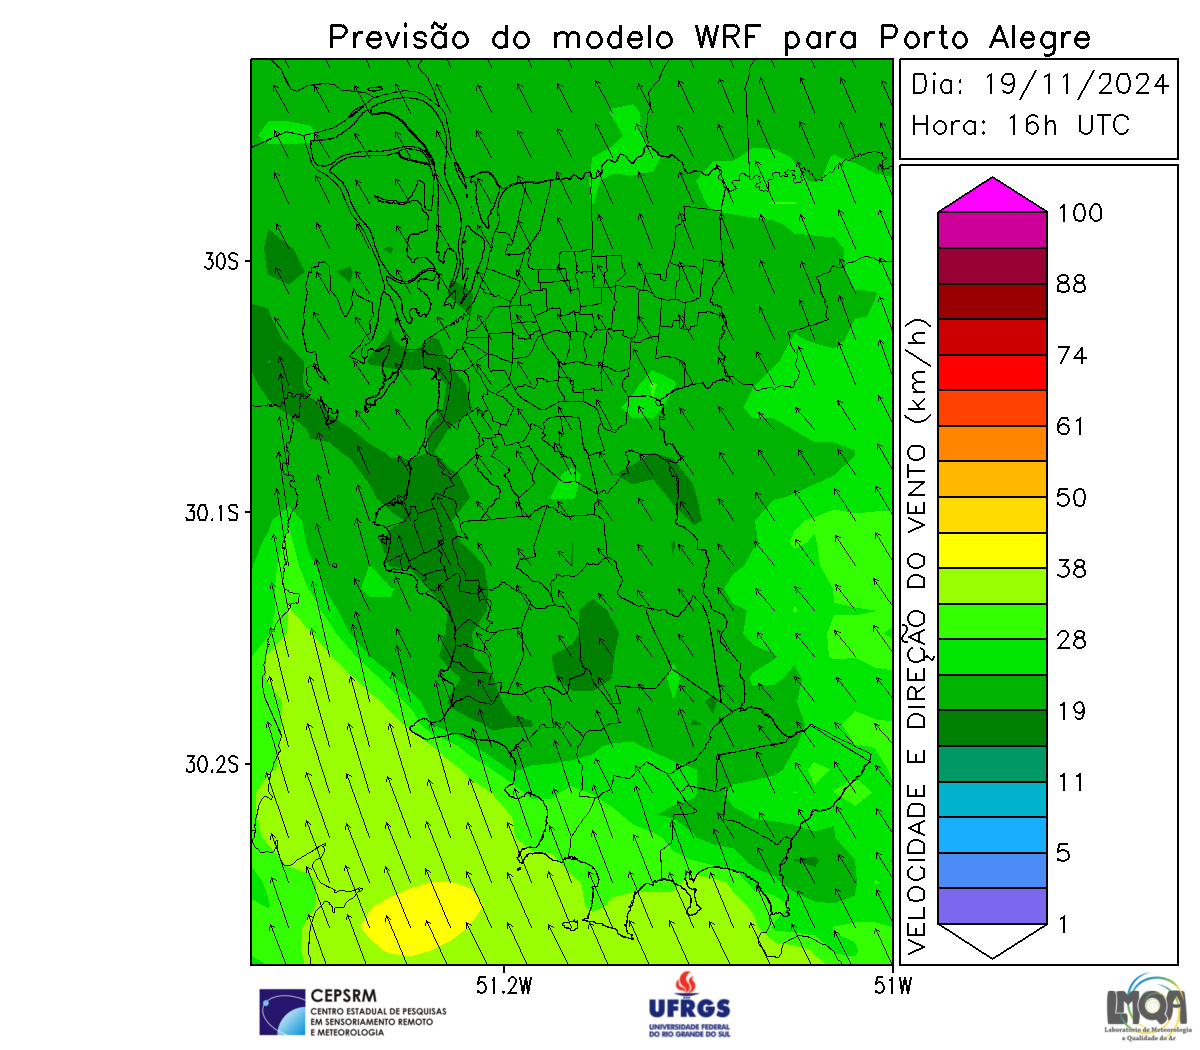 Previsão do modelo WRF para Porto Alegre
Dia: 19/11/2024
Hora: 16h UTC
100
88
74
61
50
38
28
19
11
5
1
VELOCIDADE E DIREÇÃO DO VENTO (km/h)
30S
30.1S
30.2S
51.2W
51W
CEPSRM
CENTRO ESTADUAL DE PESQUISAS
EM SENSORIAMENTO REMOTO
E METEOROLOGIA
UFRGS
UNIVERSIDADE FEDERAL
DO RIO GRANDE DO SUL
LMQA
Laboratório de Meteorologia
e Qualidade do Ar